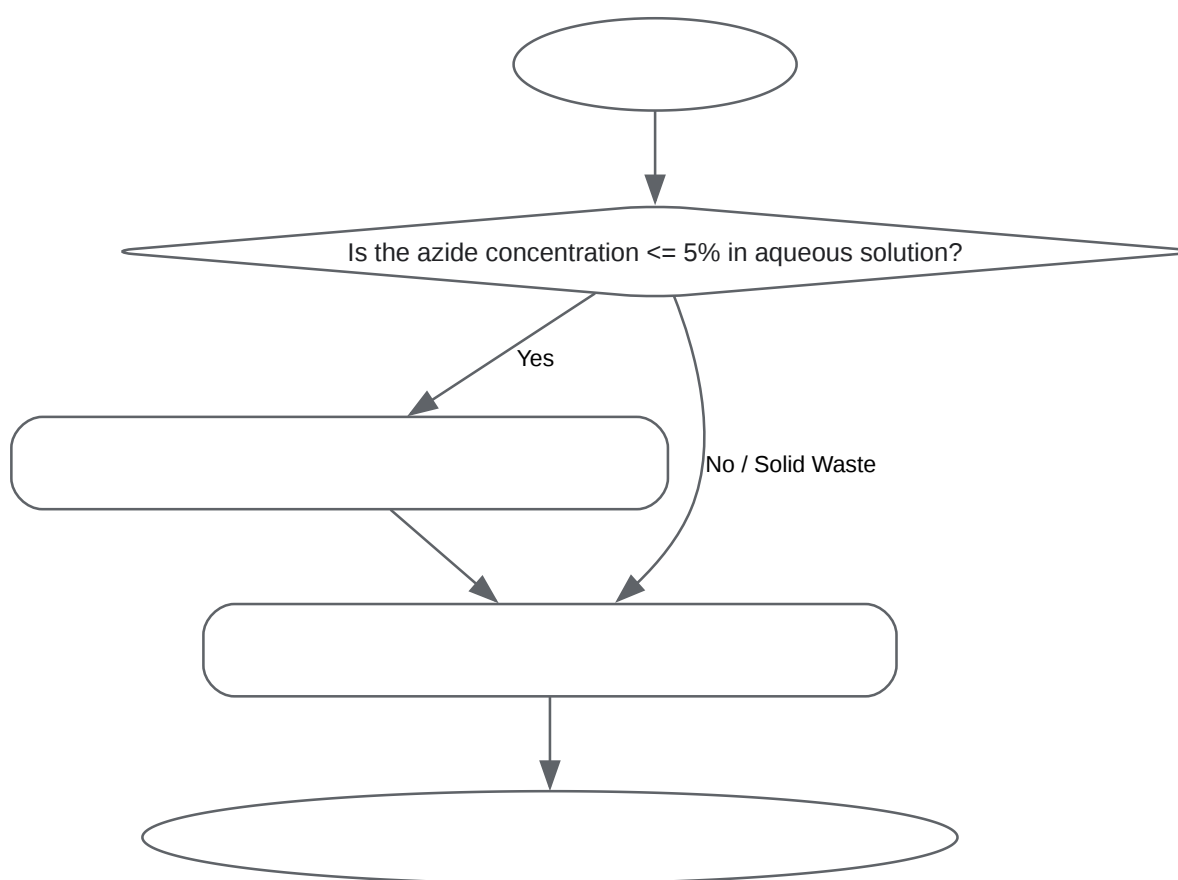 Is the azide concentration <= 5% in aqueous solution?
Yes
No / Solid Waste